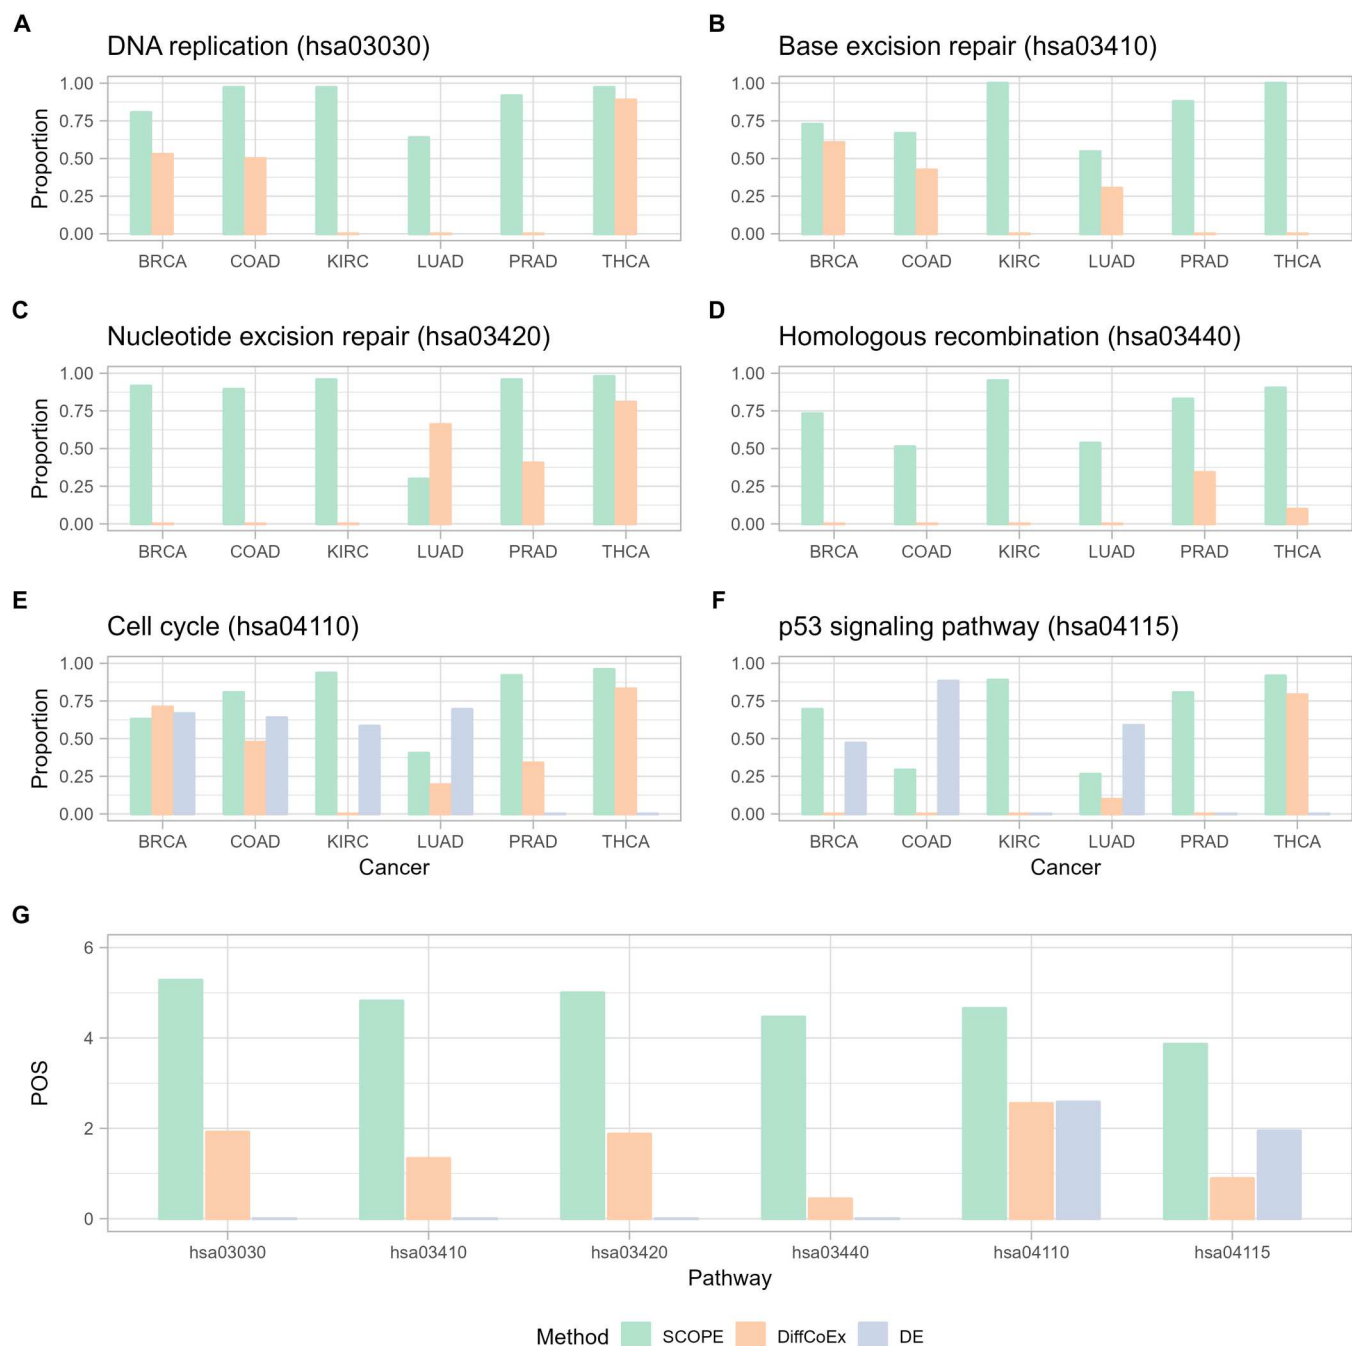 A
DNA replication (hsa03030)
Proportion
1.00
0.75
0.50
0.25
0.00
BRCA COAD KIRC LUAD PRAD THCA
B
Base excision repair (hsa03410)
1.00
0.75
0.50
0.25
0.00
BRCA COAD KIRC LUAD PRAD THCA
C
Nucleotide excision repair (hsa03420)
Proportion
1.00
0.75
0.50
0.25
0.00
BRCA COAD KIRC LUAD PRAD THCA
D
Homologous recombination (hsa03440)
1.00
0.75
0.50
0.25
0.00
BRCA COAD KIRC LUAD PRAD THCA
E
Cell cycle (hsa04110)
Proportion
1.00
0.75
0.50
0.25
0.00
BRCA COAD KIRC LUAD PRAD THCA
Cancer
F
p53 signaling pathway (hsa04115)
1.00
0.75
0.50
0.25
0.00
BRCA COAD KIRC LUAD PRAD THCA
Cancer
G
POS
6
4
2
0
hsa03030 hsa03410 hsa03420 hsa03440 hsa04110 hsa04115
Pathway
Method SCOPE DiffCoEx DE